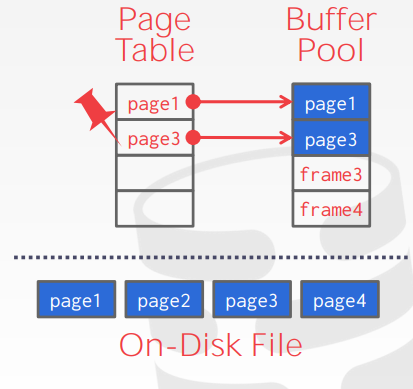 Page
Table
Buffer
Pool
page1
page3
page1
page3
frame3
frame4
page1 page2 page3 page4
On-Disk File